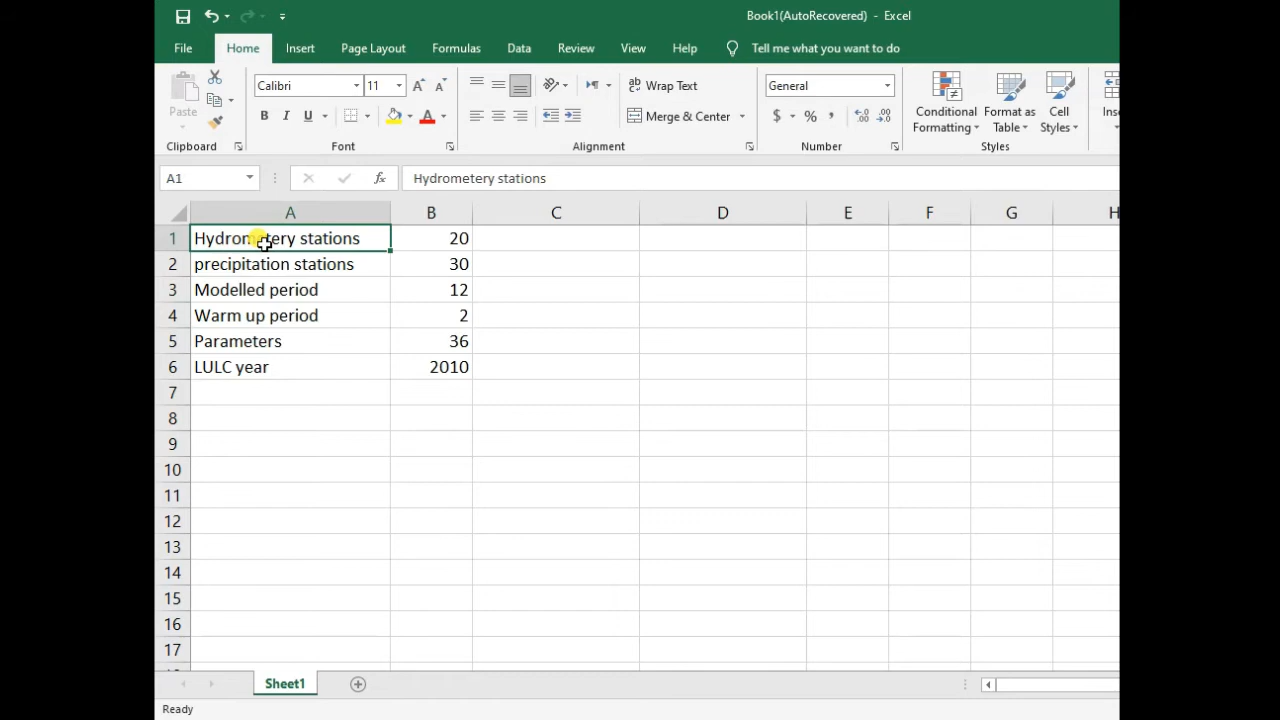 Book1(AutoRecovered) - Excel
File Home Insert Page Layout Formulas Data Review View Help Tell me what you want to do
Calibri 11 A A ab Wrap Text General
Paste B I U A Merge & Center $ % , Conditional Formatting Format as Table Cell Styles
Clipboard Font Alignment Number Styles
A1 fx Hydrometery stations
A B C D E F G H
1 Hydrometery stations 20
2 precipitation stations 30
3 Modelled period 12
4 Warm up period 2
5 Parameters 36
6 LULC year 2010
7
8
9
10
11
12
13
14
15
16
17
Sheet1
Ready